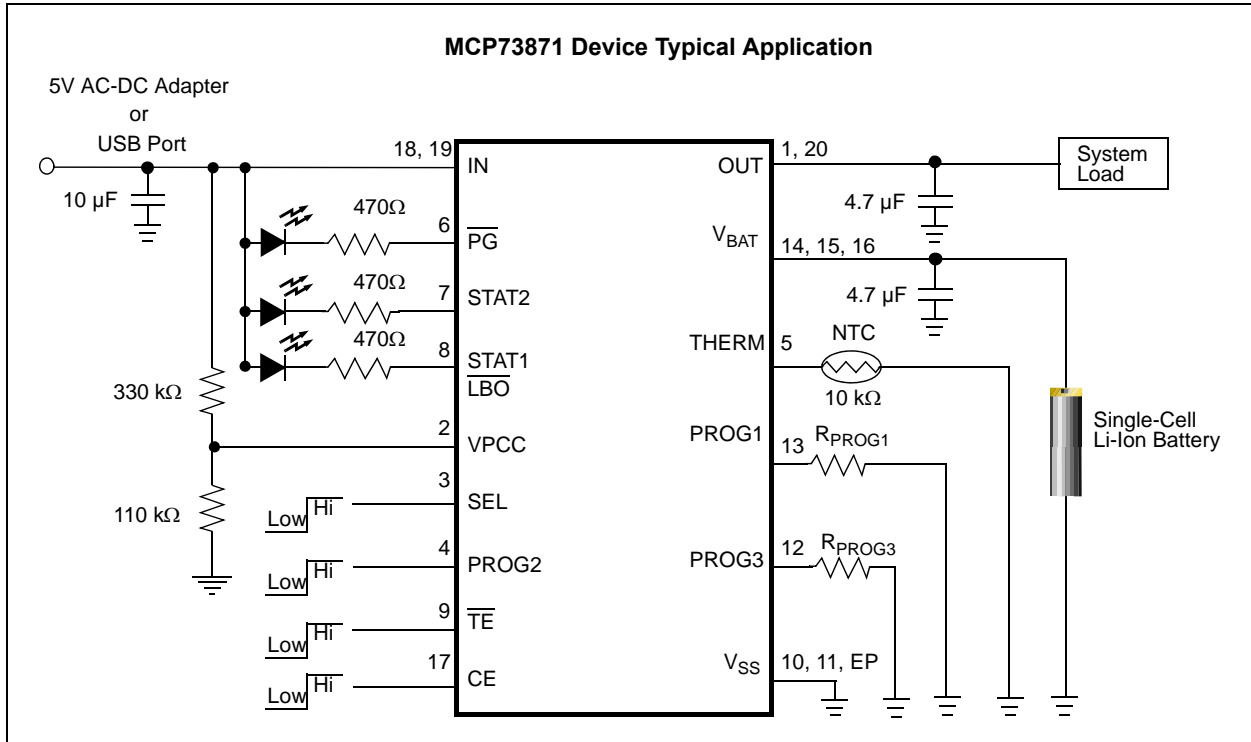 MCP73871 Device Typical Application
5V AC-DC Adapter
or
USB Port
18, 19
IN
10 µF
470Ω
6
PG
470Ω
7
STAT2
470Ω
8
STAT1
LBO
330 kΩ
2
VPCC
110 kΩ
3
SEL
Low Hi
4
PROG2
Low Hi
9
TE
Low Hi
17
CE
Low Hi
1, 20
OUT
System
Load
4.7 µF
VBAT
14, 15, 16
4.7 µF
THERM
5
NTC
10 kΩ
PROG1
13
RPROG1
Single-Cell
Li-Ion Battery
PROG3
12
RPROG3
VSS
10, 11, EP